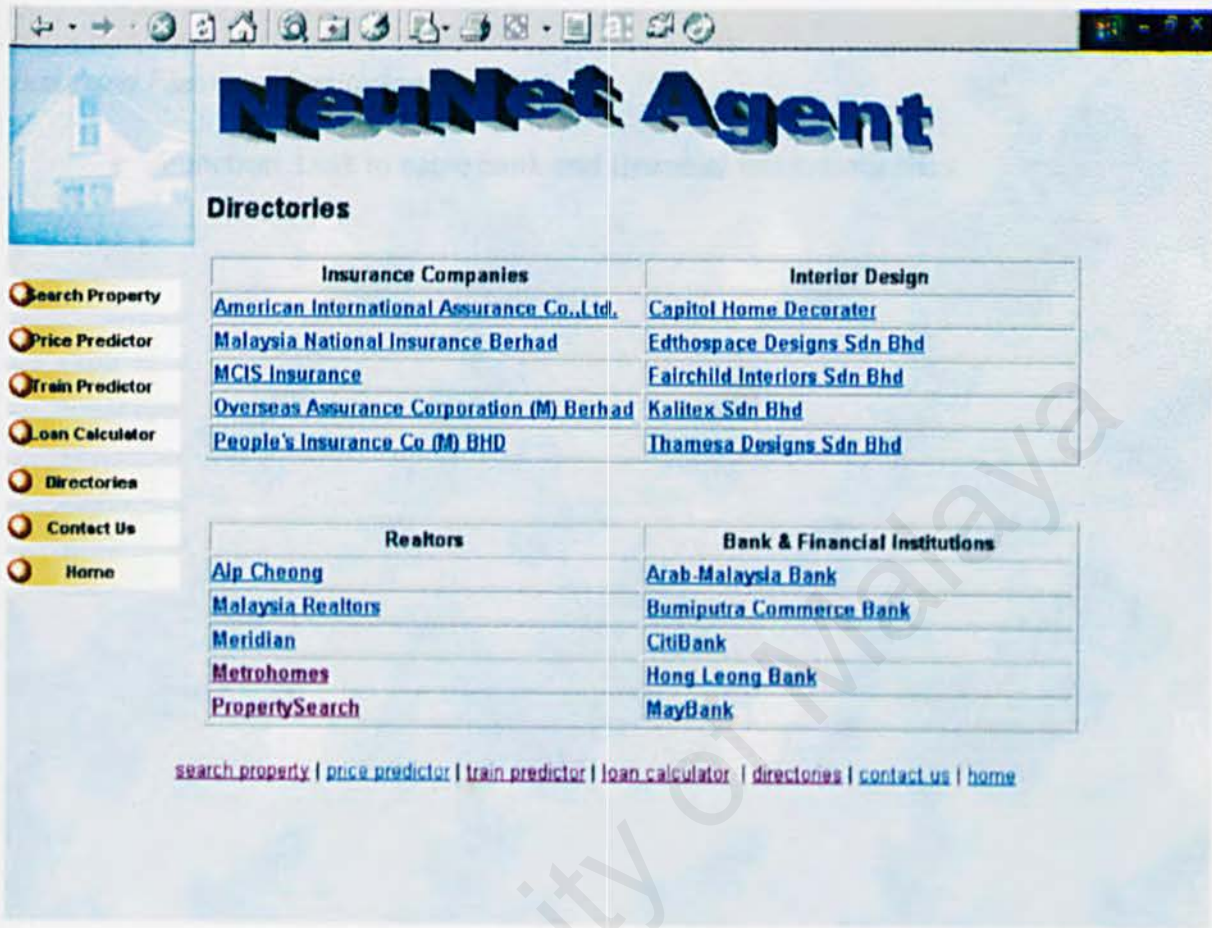 NeuNet Agent
Directories
Search Property
Price Predictor
Train Predictor
Loan Calculator
Directories
Contact Us
Home
Insurance Companies
American International Assurance Co.,Ltd.
Malaysia National Insurance Berhad
MCIS Insurance
Overseas Assurance Corporation (M) Berhad
People's Insurance Co (M) BHD
Interior Design
Capitol Home Decorater
Edthospace Designs Sdn Bhd
Fairchild Interiors Sdn Bhd
Kalitex Sdn Bhd
Thamesa Designs Sdn Bhd
Realtors
Aip Cheong
Malaysia Realtors
Meridian
Metrohomes
PropertySearch
Bank & Financial Institutions
Arab-Malaysia Bank
Bumiputra Commerce Bank
CitiBank
Hong Leong Bank
MayBank
search property | price predictor | train predictor | loan calculator | directories | contact us | home
ity of Malaya